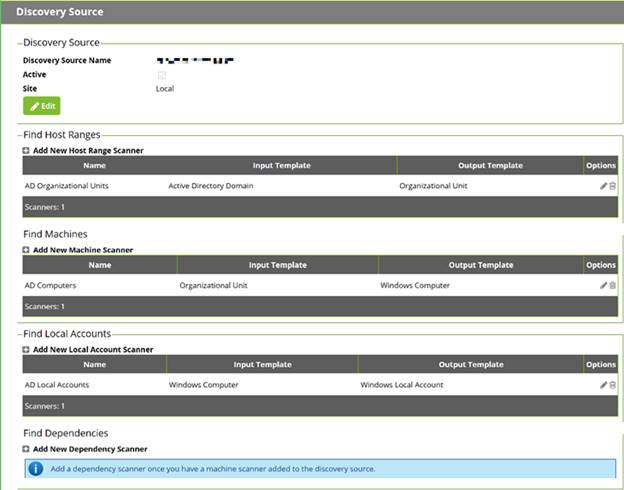 Discovery Source
Discovery Source
Discovery Source Name
Active
Site Local
Edit
Find Host Ranges
Add New Host Range Scanner
Name Input Template Output Template Options
AD Organizational Units Active Directory Domain Organizational Unit
Scanners: 1
Find Machines
Add New Machine Scanner
Name Input Template Output Template Options
AD Computers Organizational Unit Windows Computer
Scanners: 1
Find Local Accounts
Add New Local Account Scanner
Name Input Template Output Template Options
AD Local Accounts Windows Computer Windows Local Account
Scanners: 1
Find Dependencies
Add New Dependency Scanner
Add a dependency scanner once you have a machine scanner added to the discovery source.